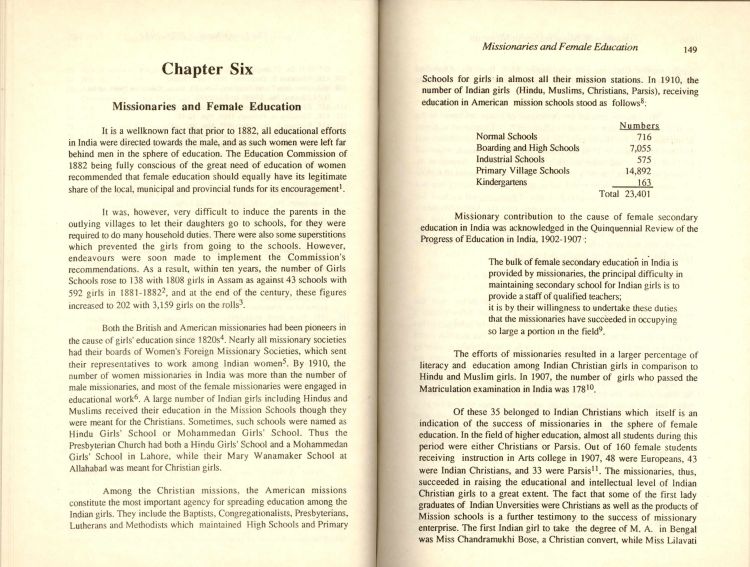 Chapter Six
Missionaries and Female Education
It is a wellknown fact that prior to 1882, all educational efforts
in India were directed towards the male, and as such women were left far
behind men in the sphere of education. The Education Commission of
1882 being fully conscious of the great need of education of women
recommended that female education should equally have its legitimate
share of the local, municipal and provincial funds for its encouragement¹.
It was, however, very difficult to induce the parents in the
outlying villages to let their daughters go to schools, for they were
required to do many household duties. There were also some superstitions
which prevented the girls from going to the schools. However,
endeavours were soon made to implement the Commission's
recommendations. As a result, within ten years, the number of Girls
Schools rose to 138 with 1808 girls in Assam as against 43 schools with
592 girls in 1881-1882², and at the end of the century, these figures
increased to 202 with 3,159 girls on the rolls³.
Both the British and American missionaries had been pioneers in
the cause of girls' education since 1820s⁴. Nearly all missionary societies
had their boards of Women's Foreign Missionary Societies, which sent
their representatives to work among Indian women⁵. By 1910, the
number of women missionaries in India was more than the number of
male missionaries, and most of the female missionaries were engaged in
educational work⁶. A large number of Indian girls including Hindus and
Muslims received their education in the Mission Schools though they
were meant for the Christians. Sometimes, such schools were named as
Hindu Girls' School or Mohammedan Girls' School. Thus the
Presbyterian Church had both a Hindu Girls' School and a Mohammedan
Girls' School in Lahore, while their Mary Wanamaker School at
Allahabad was meant for Christian girls.
Among the Christian missions, the American missions
constitute the most important agency for spreading education among the
Indian girls. They include the Baptists, Congregationalists, Presbyterians,
Lutherans and Methodists which maintained High Schools and Primary
Missionaries and Female Education 149
Schools for girls in almost all their mission stations. In 1910, the
number of Indian girls (Hindu, Muslims, Christians, Parsis), receiving
education in American mission schools stood as follows⁸:
Numbers
Normal Schools 716
Boarding and High Schools 7,055
Industrial Schools 575
Primary Village Schools 14,892
Kindergartens 163
Total 23,401
Missionary contribution to the cause of female secondary
education in India was acknowledged in the Quinquennial Review of the
Progress of Education in India, 1902-1907 :
The bulk of female secondary education in India is
provided by missionaries, the principal difficulty in
maintaining secondary school for Indian girls is to
provide a staff of qualified teachers;
it is by their willingness to undertake these duties
that the missionaries have succeeded in occupying
so large a portion in the field⁹.
The efforts of missionaries resulted in a larger percentage of
literacy and education among Indian Christian girls in comparison to
Hindu and Muslim girls. In 1907, the number of girls who passed the
Matriculation examination in India was 178¹⁰.
Of these 35 belonged to Indian Christians which itself is an
indication of the success of missionaries in the sphere of female
education. In the field of higher education, almost all students during this
period were either Christians or Parsis. Out of 160 female students
receiving instruction in Arts college in 1907, 48 were Europeans, 43
were Indian Christians, and 33 were Parsis¹¹. The missionaries, thus,
succeeded in raising the educational and intellectual level of Indian
Christian girls to a great extent. The fact that some of the first lady
graduates of Indian Unversities were Christians as well as the products of
Mission schools is a further testimony to the success of missionary
enterprise. The first Indian girl to take the degree of M. A. in Bengal
was Miss Chandramukhi Bose, a Christian convert, while Miss Lilavati